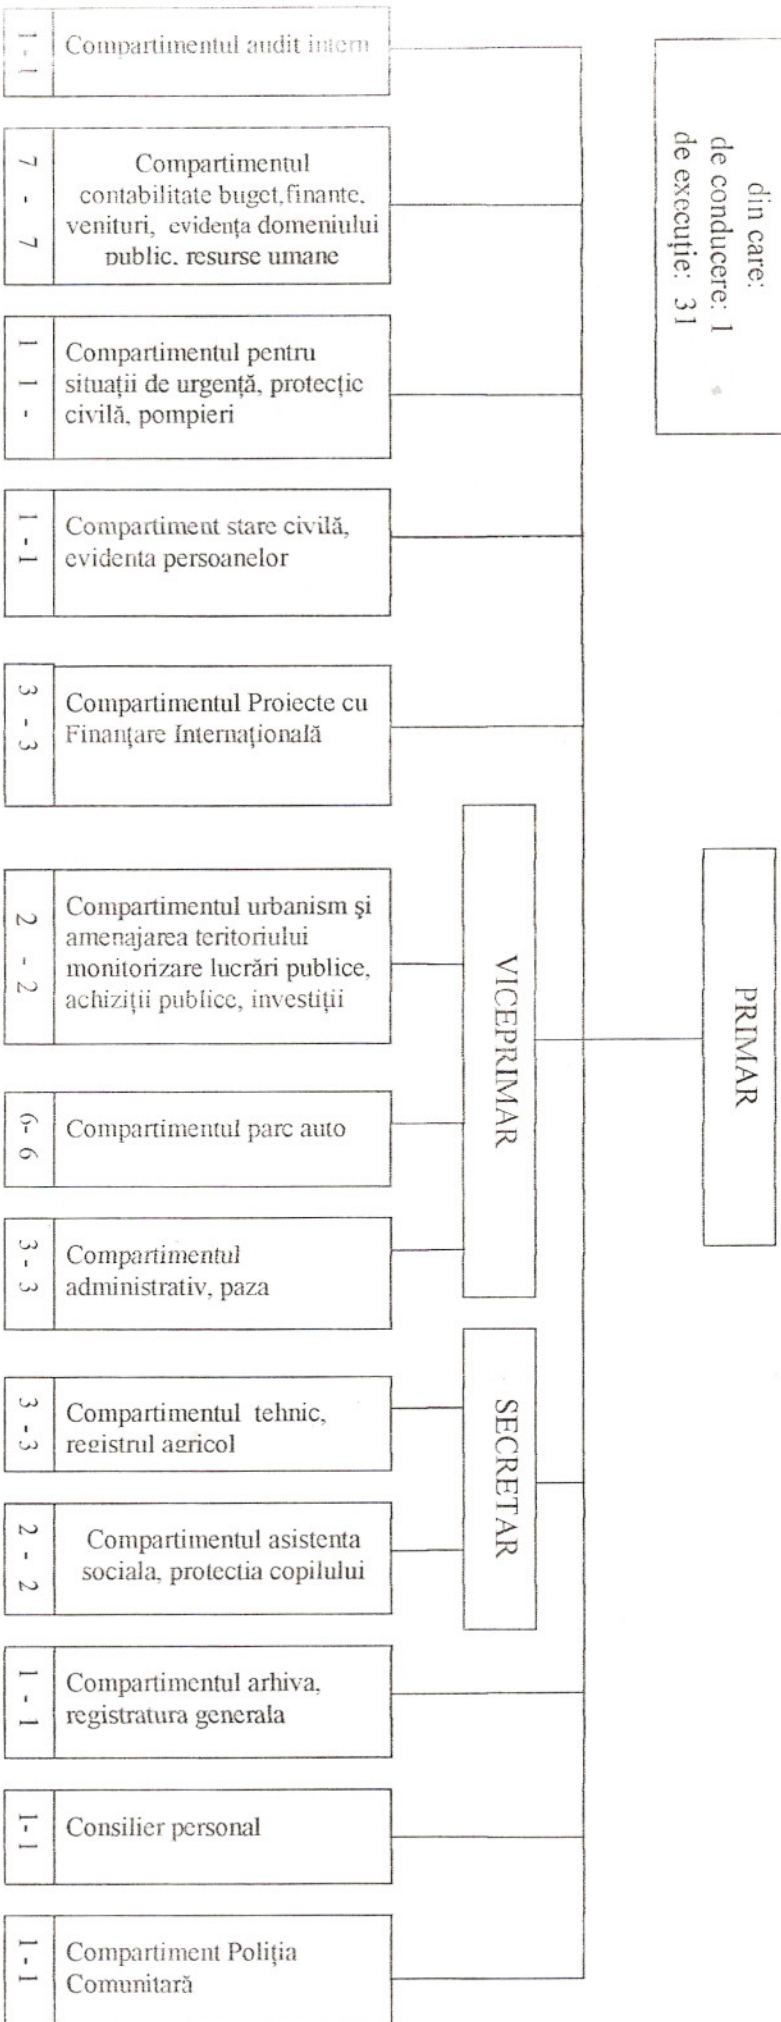 din care:
de conducere: 1
de execuție: 31
PRIMAR
VICEPRIMAR
SECRETAR
1 - 1
Compartimentul audit intern
7 - 7
Compartimentul
contabilitate buget,finante,
venituri, evidența domeniului
public, resurse umane
1 1 -
Compartimentul pentru
situații de urgență, protecție
civilă, pompieri
1 - 1
Compartiment stare civilă,
evidenta persoanelor
3 - 3
Compartimentul Proiecte cu
Finanțare Internațională
2 - 2
Compartimentul urbanism şi
amenajarea teritoriului
monitorizare lucrări publice,
achiziții publice, investiții
6- 6
Compartimentul parc auto
3 - 3
Compartimentul
administrativ, paza
3 - 3
Compartimentul tehnic,
registrul agricol
2 - 2
Compartimentul asistenta
sociala, protectia copilului
1 - 1
Compartimentul arhiva,
registratura generala
1- 1
Consilier personal
1 - 1
Compartiment Poliția
Comunitară